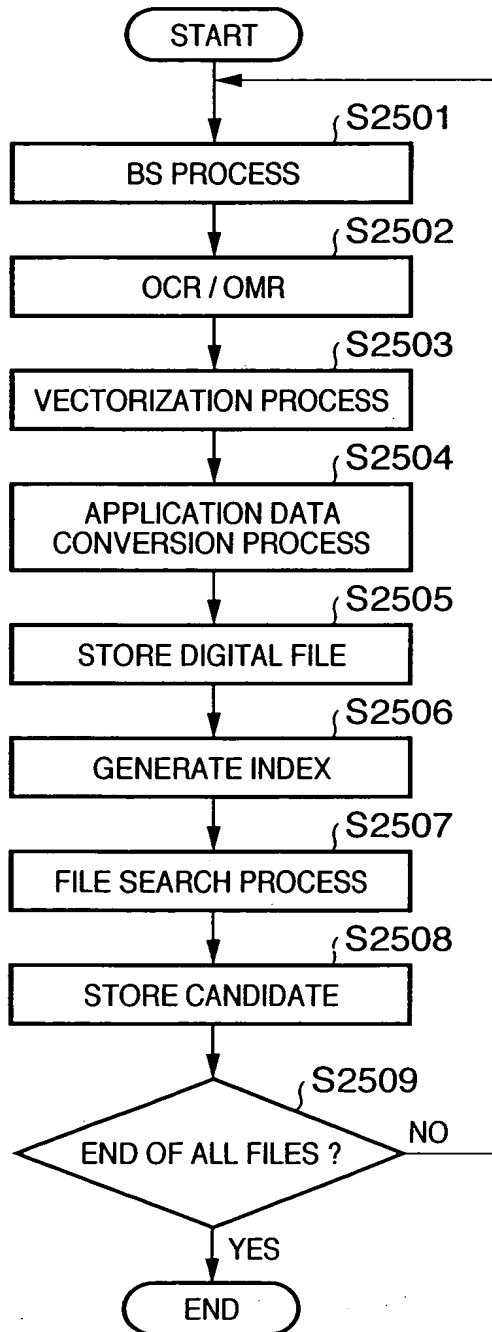 START
S2501
BS PROCESS
S2502
OCR / OMR
S2503
VECTORIZATION PROCESS
S2504
APPLICATION DATA
CONVERSION PROCESS
S2505
STORE DIGITAL FILE
S2506
GENERATE INDEX
S2507
FILE SEARCH PROCESS
S2508
STORE CANDIDATE
S2509
END OF ALL FILES ?
NO
YES
END